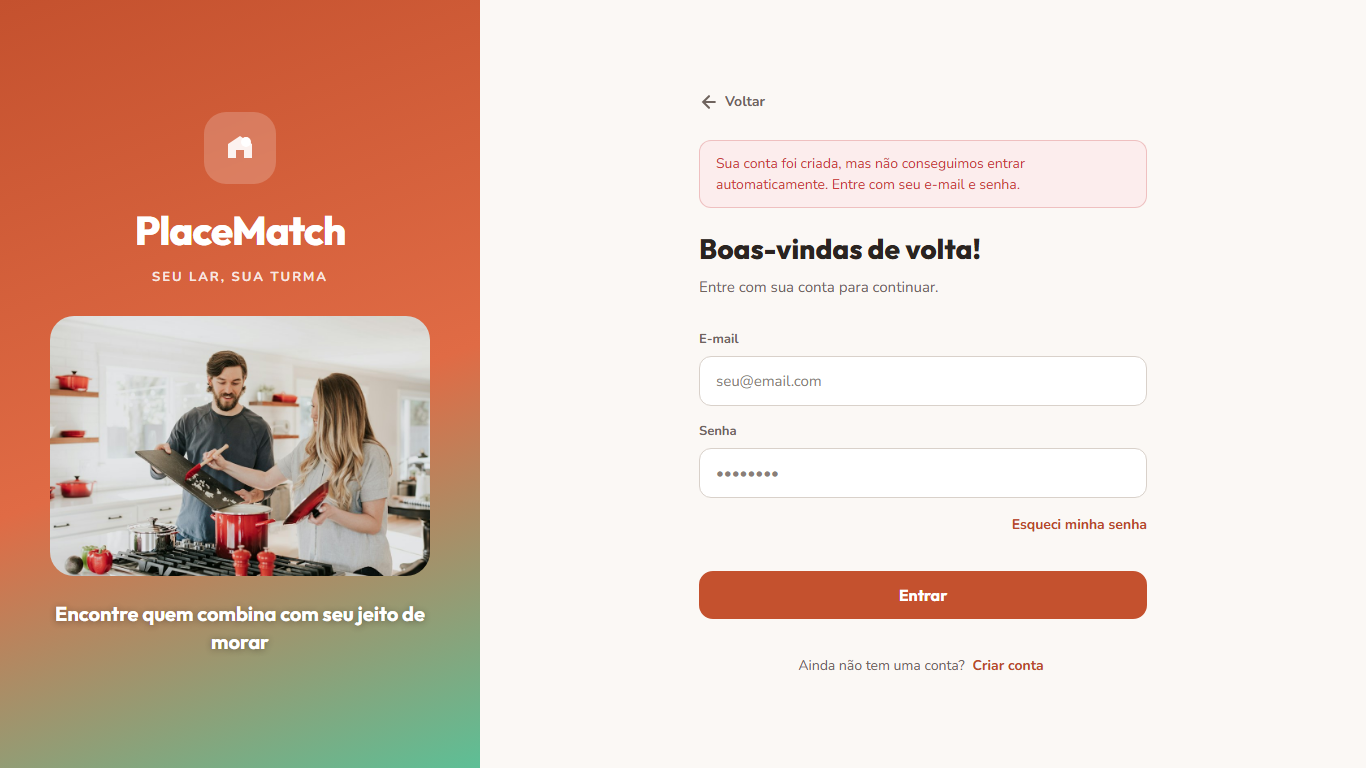 PlaceMatch
SEU LAR, SUA TURMA
Encontre quem combina com seu jeito de
morar
Voltar
Sua conta foi criada, mas não conseguimos entrar
automaticamente. Entre com seu e-mail e senha.
Boas-vindas de volta!
Entre com sua conta para continuar.
E-mail
seu@email.com
Senha
••••••••
Esqueci minha senha
Entrar
Ainda não tem uma conta? Criar conta